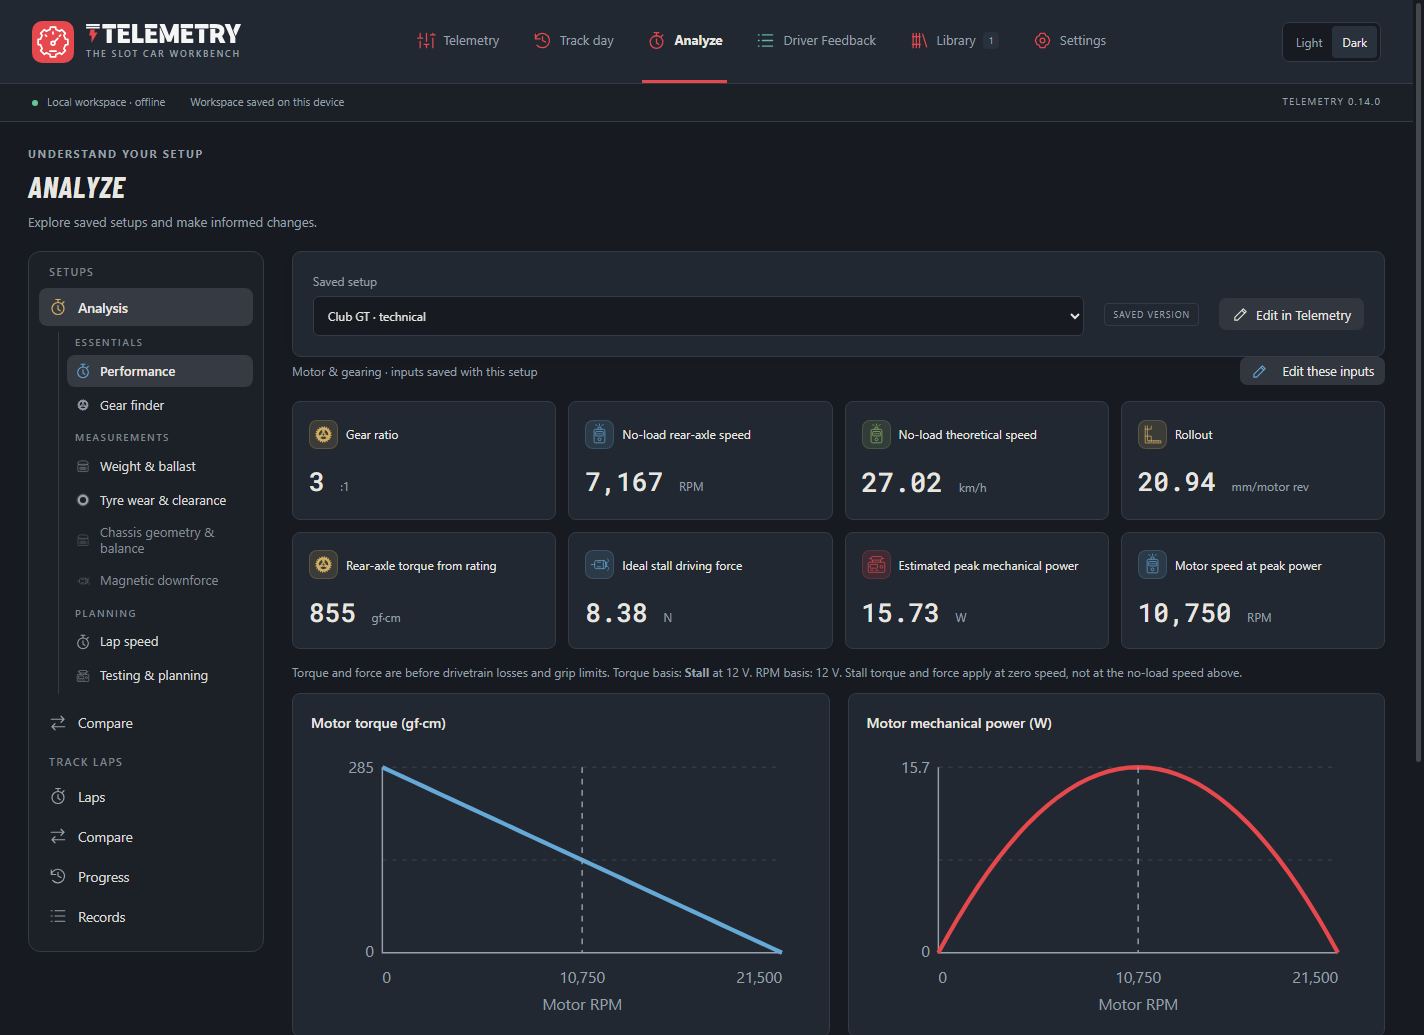 TELEMETRY
THE SLOT CAR WORKBENCH
Telemetry
Track day
Analyze
Driver Feedback
Library 1
Settings
Light
Dark
Local workspace · offline
Workspace saved on this device
TELEMETRY 0.14.0
UNDERSTAND YOUR SETUP
ANALYZE
Explore saved setups and make informed changes.
SETUPS
Analysis
ESSENTIALS
Performance
Gear finder
MEASUREMENTS
Weight & ballast
Tyre wear & clearance
Chassis geometry &
balance
Magnetic downforce
PLANNING
Lap speed
Testing & planning
Compare
TRACK LAPS
Laps
Compare
Progress
Records
Saved setup
Club GT · technical
SAVED VERSION
Edit in Telemetry
Motor & gearing · inputs saved with this setup
Edit these inputs
Gear ratio
3 :1
No-load rear-axle speed
7,167 RPM
No-load theoretical speed
27.02 km/h
Rollout
20.94 mm/motor rev
Rear-axle torque from rating
855 gf·cm
Ideal stall driving force
8.38 N
Estimated peak mechanical power
15.73 W
Motor speed at peak power
10,750 RPM
Torque and force are before drivetrain losses and grip limits. Torque basis: Stall at 12 V. RPM basis: 12 V. Stall torque and force apply at zero speed, not at the no-load speed above.
Motor torque (gf·cm)
285
0
0 10,750 21,500
Motor RPM
Motor mechanical power (W)
15.7
0
0 10,750 21,500
Motor RPM